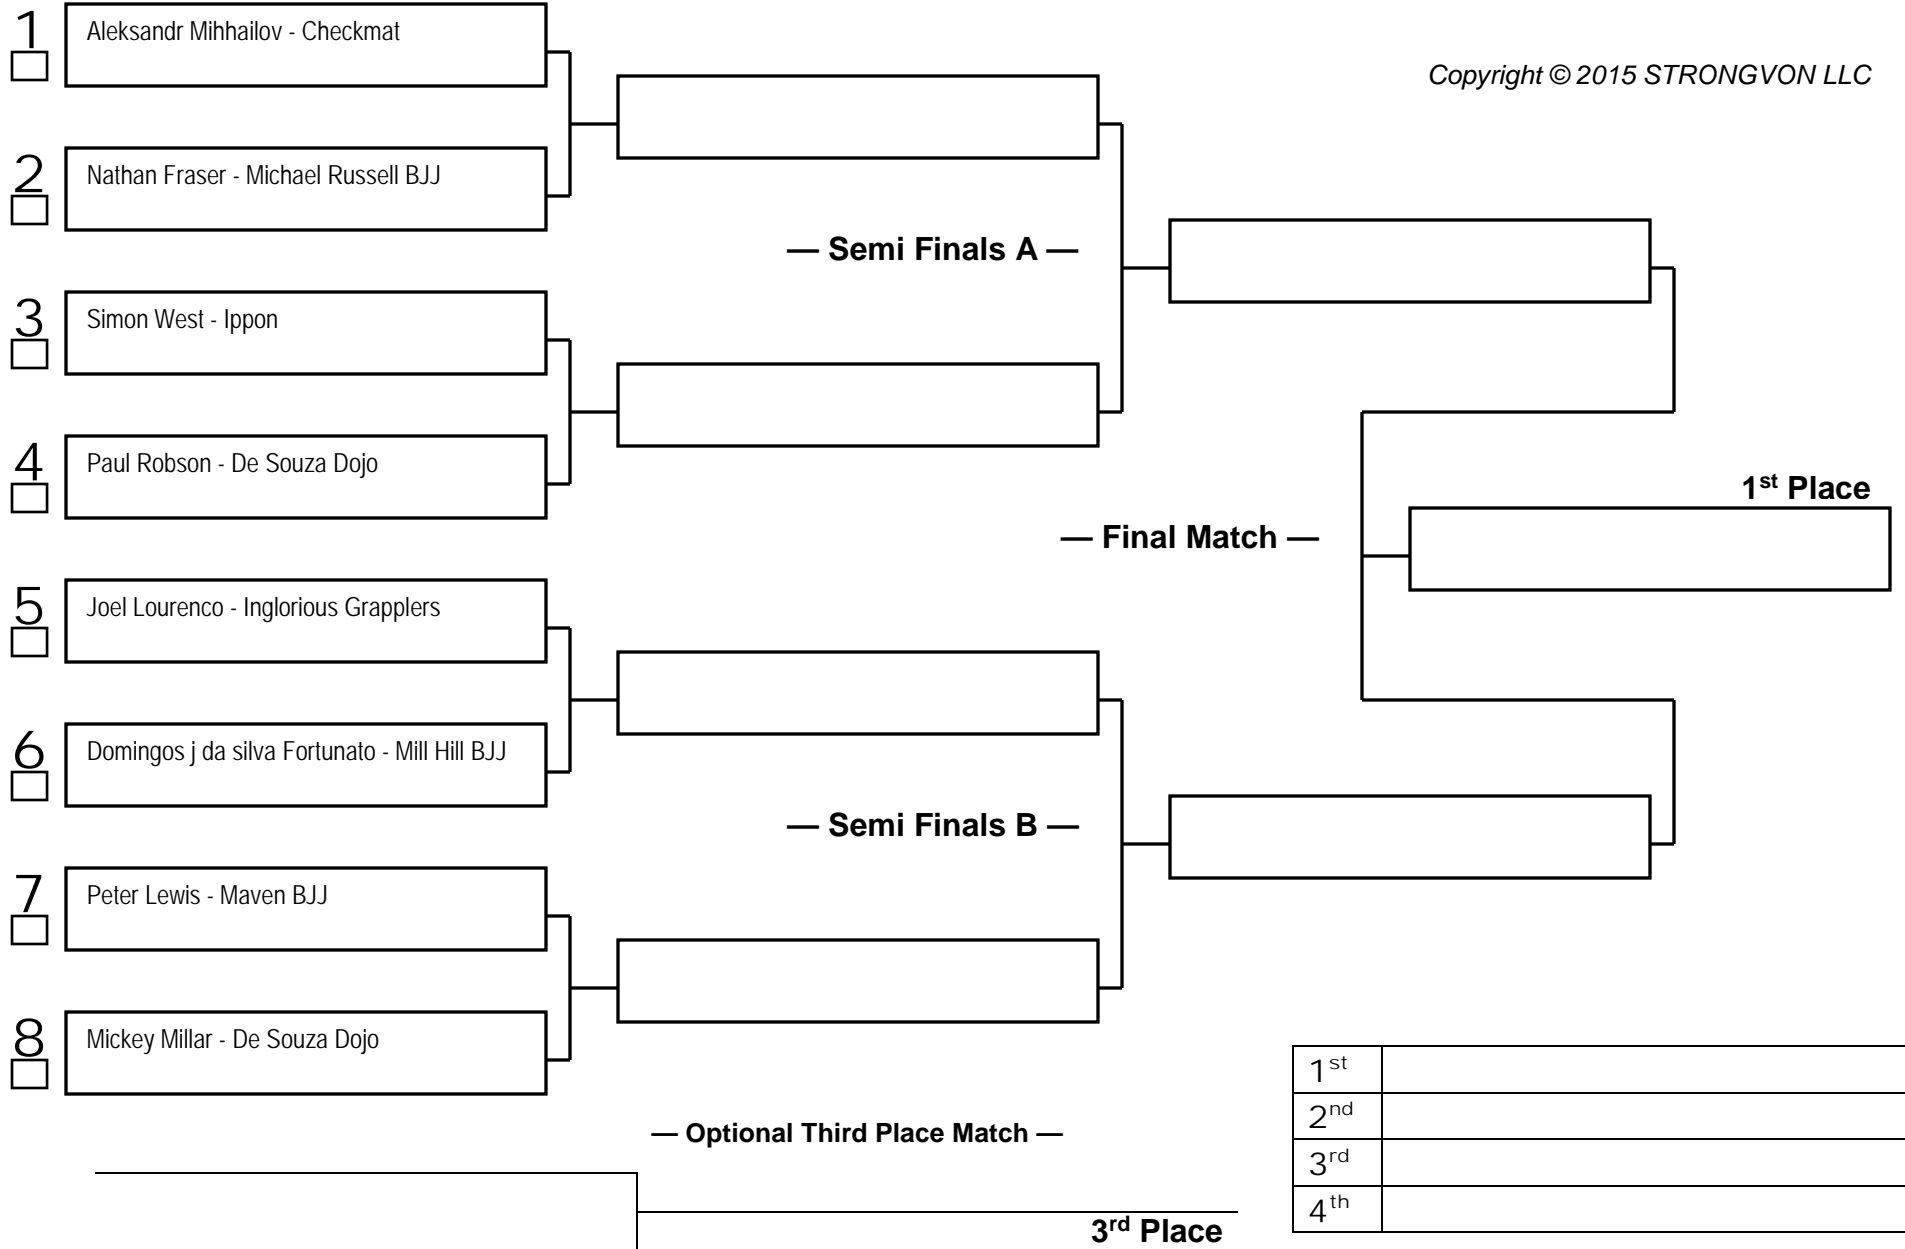 1
Aleksandr Mihhailov - Checkmat
Copyright © 2015 STRONGVON LLC
2
Nathan Fraser - Michael Russell BJJ
— Semi Finals A —
3
Simon West - Ippon
4
Paul Robson - De Souza Dojo
1st Place
— Final Match —
5
Joel Lourenco - Inglorious Grapplers
6
Domingos j da silva Fortunato - Mill Hill BJJ
— Semi Finals B —
7
Peter Lewis - Maven BJJ
8
Mickey Millar - De Souza Dojo
1st
2nd
— Optional Third Place Match —
3rd
4th
3rd Place